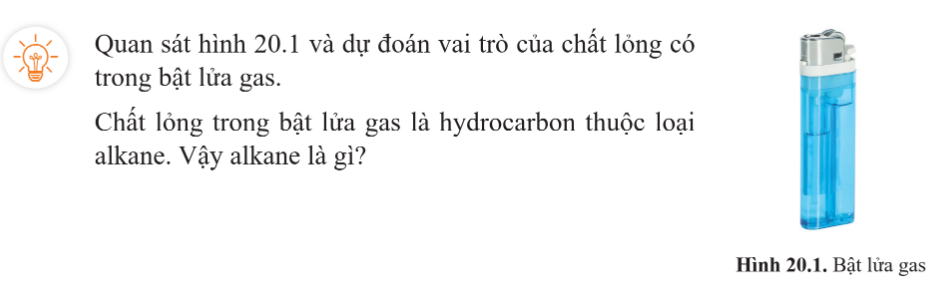 Quan sát hình 20.1 và dự đoán vai trò của chất lỏng có
trong bật lửa gas.
Chất lỏng trong bật lửa gas là hydrocarbon thuộc loại
alkane. Vậy alkane là gì?
Hình 20.1. Bật lửa gas